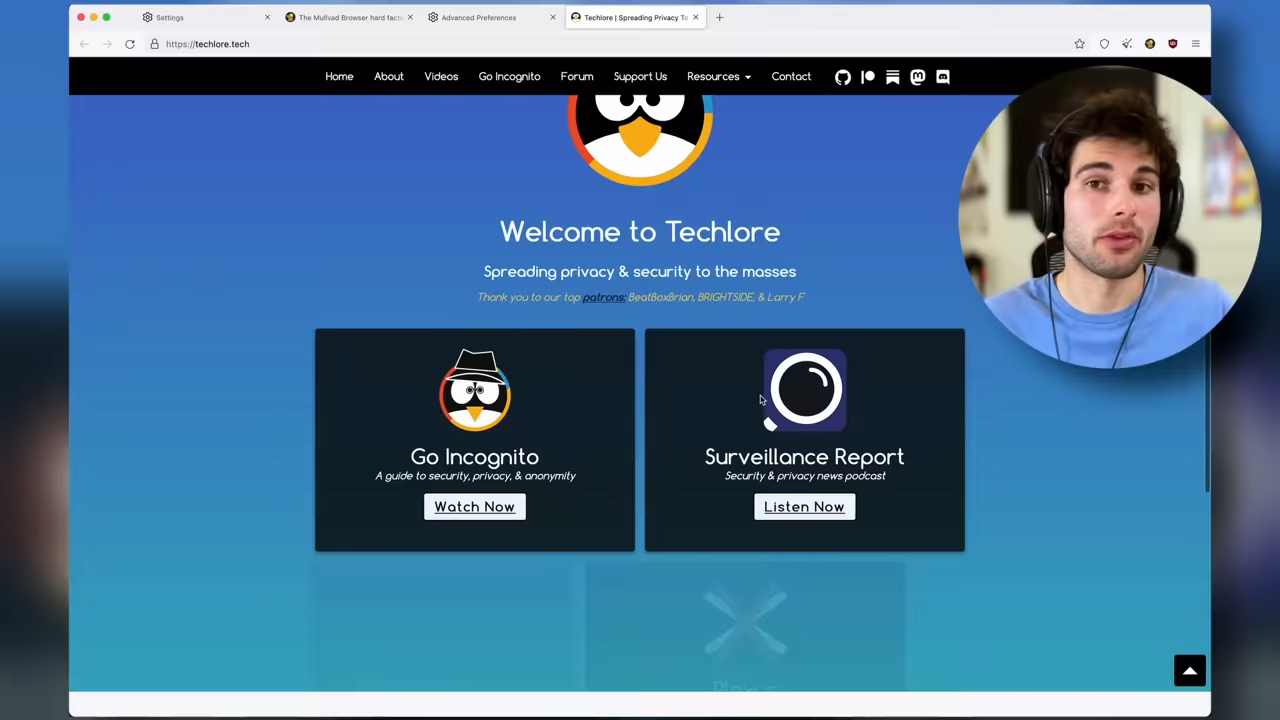 Settings
The Mullvad Browser hard facts
Advanced Preferences
Techlore | Spreading Privacy To
https://techlore.tech
Home
About
Videos
Go Incognito
Forum
Support Us
Resources
Contact
Welcome to Techlore
Spreading privacy & security to the masses
Thank you to our top patrons: BeatBoxBrian, BRIGHTSIDE, & Larry F
Go Incognito
A guide to security, privacy, & anonymity
Watch Now
Surveillance Report
Security & privacy news podcast
Listen Now